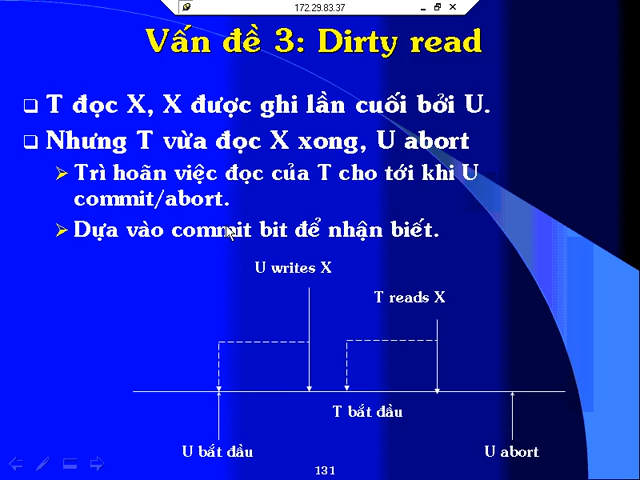 172.29.83.37
Vấn đề 3: Dirty read
T đọc X, X được ghi lần cuối bởi U.
Nhưng T vừa đọc X xong, U abort
Trì hoãn việc đọc của T cho tới khi U
commit/abort.
Dựa vào commit bit để nhận biết.
U writes X
T reads X
T bắt đầu
U bắt đầu
U abort
131